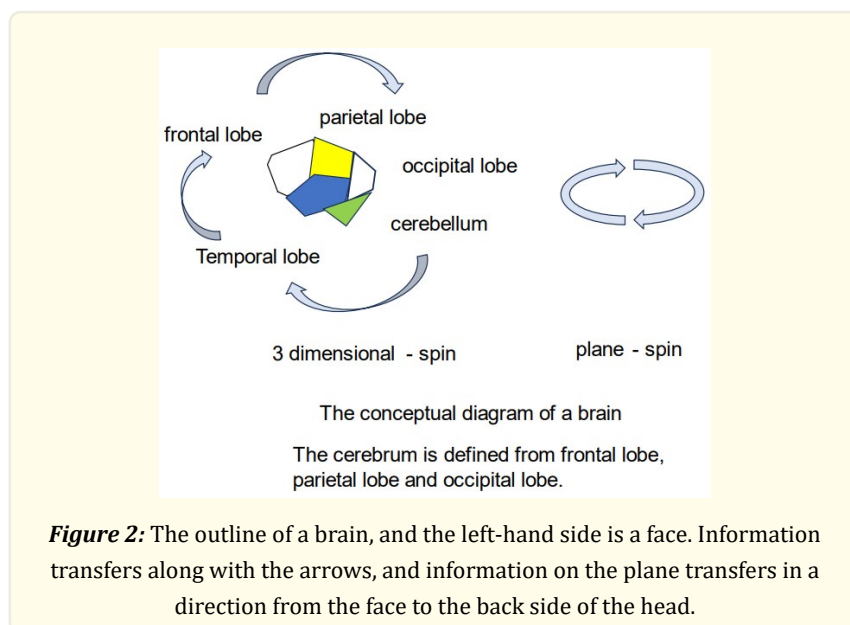 parietal lobe
frontal lobe
occipital lobe
cerebellum
Temporal lobe
3 dimensional - spin
plane - spin
The conceptual diagram of a brain
The cerebrum is defined from frontal lobe,
parietal lobe and occipital lobe.
Figure 2: The outline of a brain, and the left-hand side is a face. Information
transfers along with the arrows, and information on the plane transfers in a
direction from the face to the back side of the head.